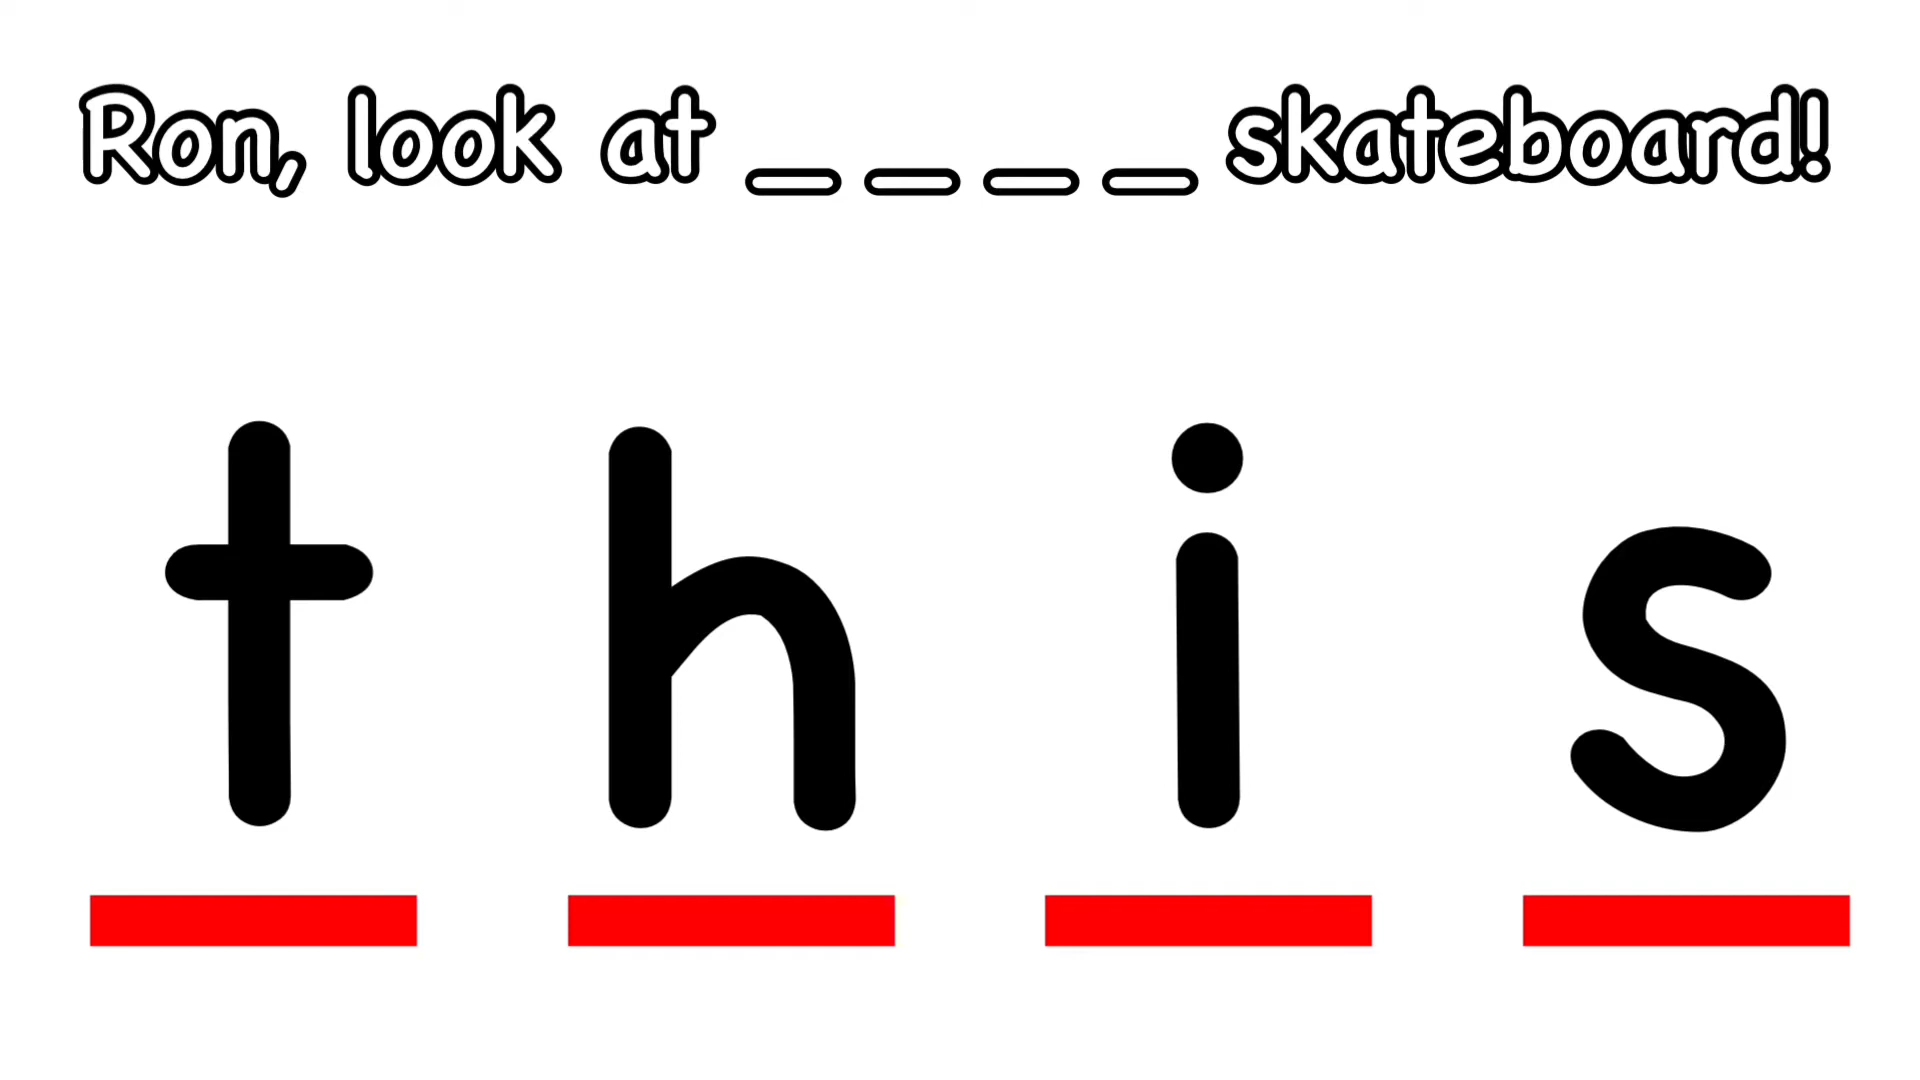 Ron, look at _ _ _ _ skateboard!
t h i s